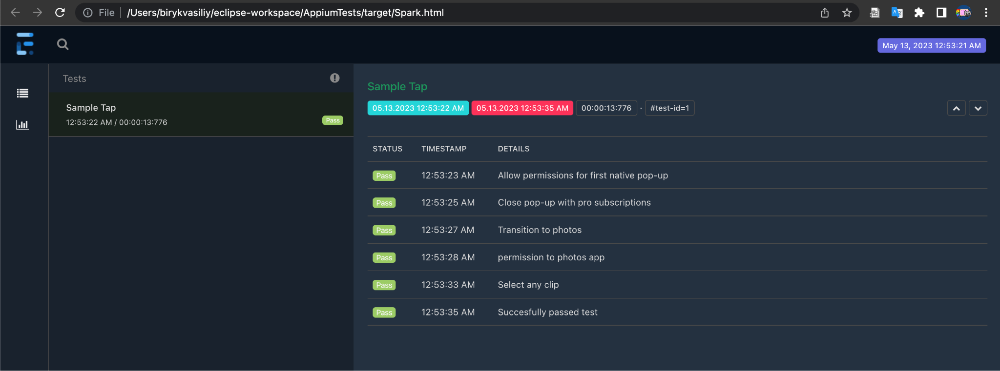 File | /Users/birykvasiliy/eclipse-workspace/AppiumTests/target/Spark.html
May 13, 2023 12:53:21 AM
Tests
Sample Tap
12:53:22 AM / 00:00:13:776
Pass
Sample Tap
05.13.2023 12:53:22 AM 05.13.2023 12:53:35 AM 00:00:13:776 · #test-id=1
STATUS TIMESTAMP DETAILS
Pass 12:53:23 AM Allow permissions for first native pop-up
Pass 12:53:25 AM Close pop-up with pro subscriptions
Pass 12:53:27 AM Transition to photos
Pass 12:53:28 AM permission to photos app
Pass 12:53:33 AM Select any clip
Pass 12:53:35 AM Succesfully passed test